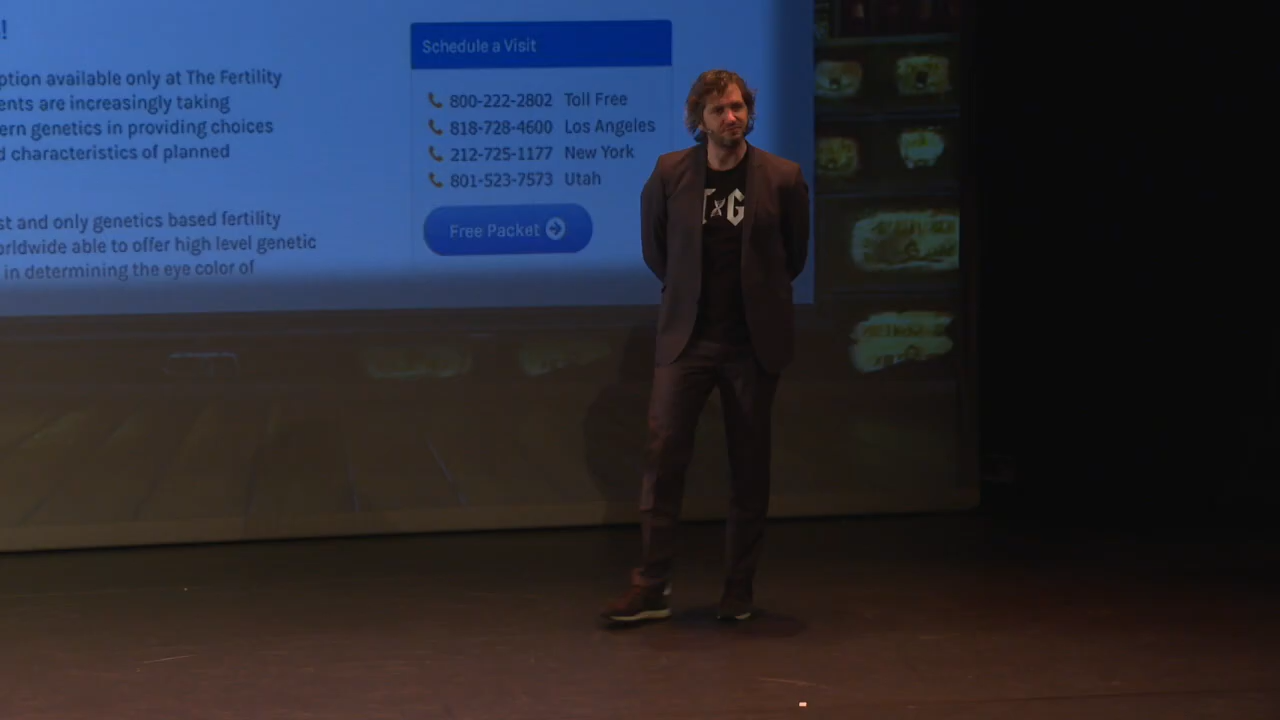 !
ption available only at The Fertility
ents are increasingly taking
ern genetics in providing choices
d characteristics of planned
st and only genetics based fertility
orldwide able to offer high level genetic
in determining the eye color of
Schedule a Visit
800-222-2802 Toll Free
818-728-4600 Los Angeles
212-725-1177 New York
801-523-7573 Utah
Free Packet
G